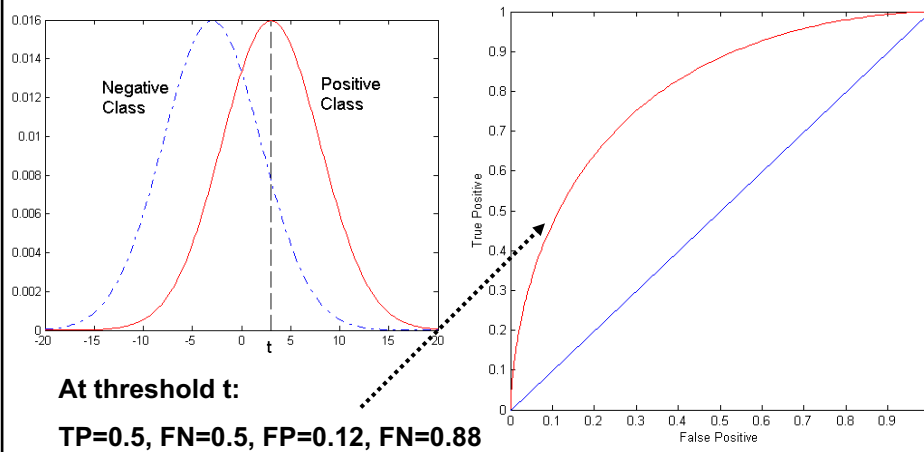 0.016
0.014
0.012
0.01
0.008
0.006
0.004
0.002
0
-20 -15 -10 -5 0 5 10 15 20
t
Negative
Class
Positive
Class
1
0.9
0.8
0.7
0.6
0.5
0.4
0.3
0.2
0.1
0
True Positive
0 0.1 0.2 0.3 0.4 0.5 0.6 0.7 0.8 0.9
False Positive
At threshold t:
TP=0.5, FN=0.5, FP=0.12, FN=0.88